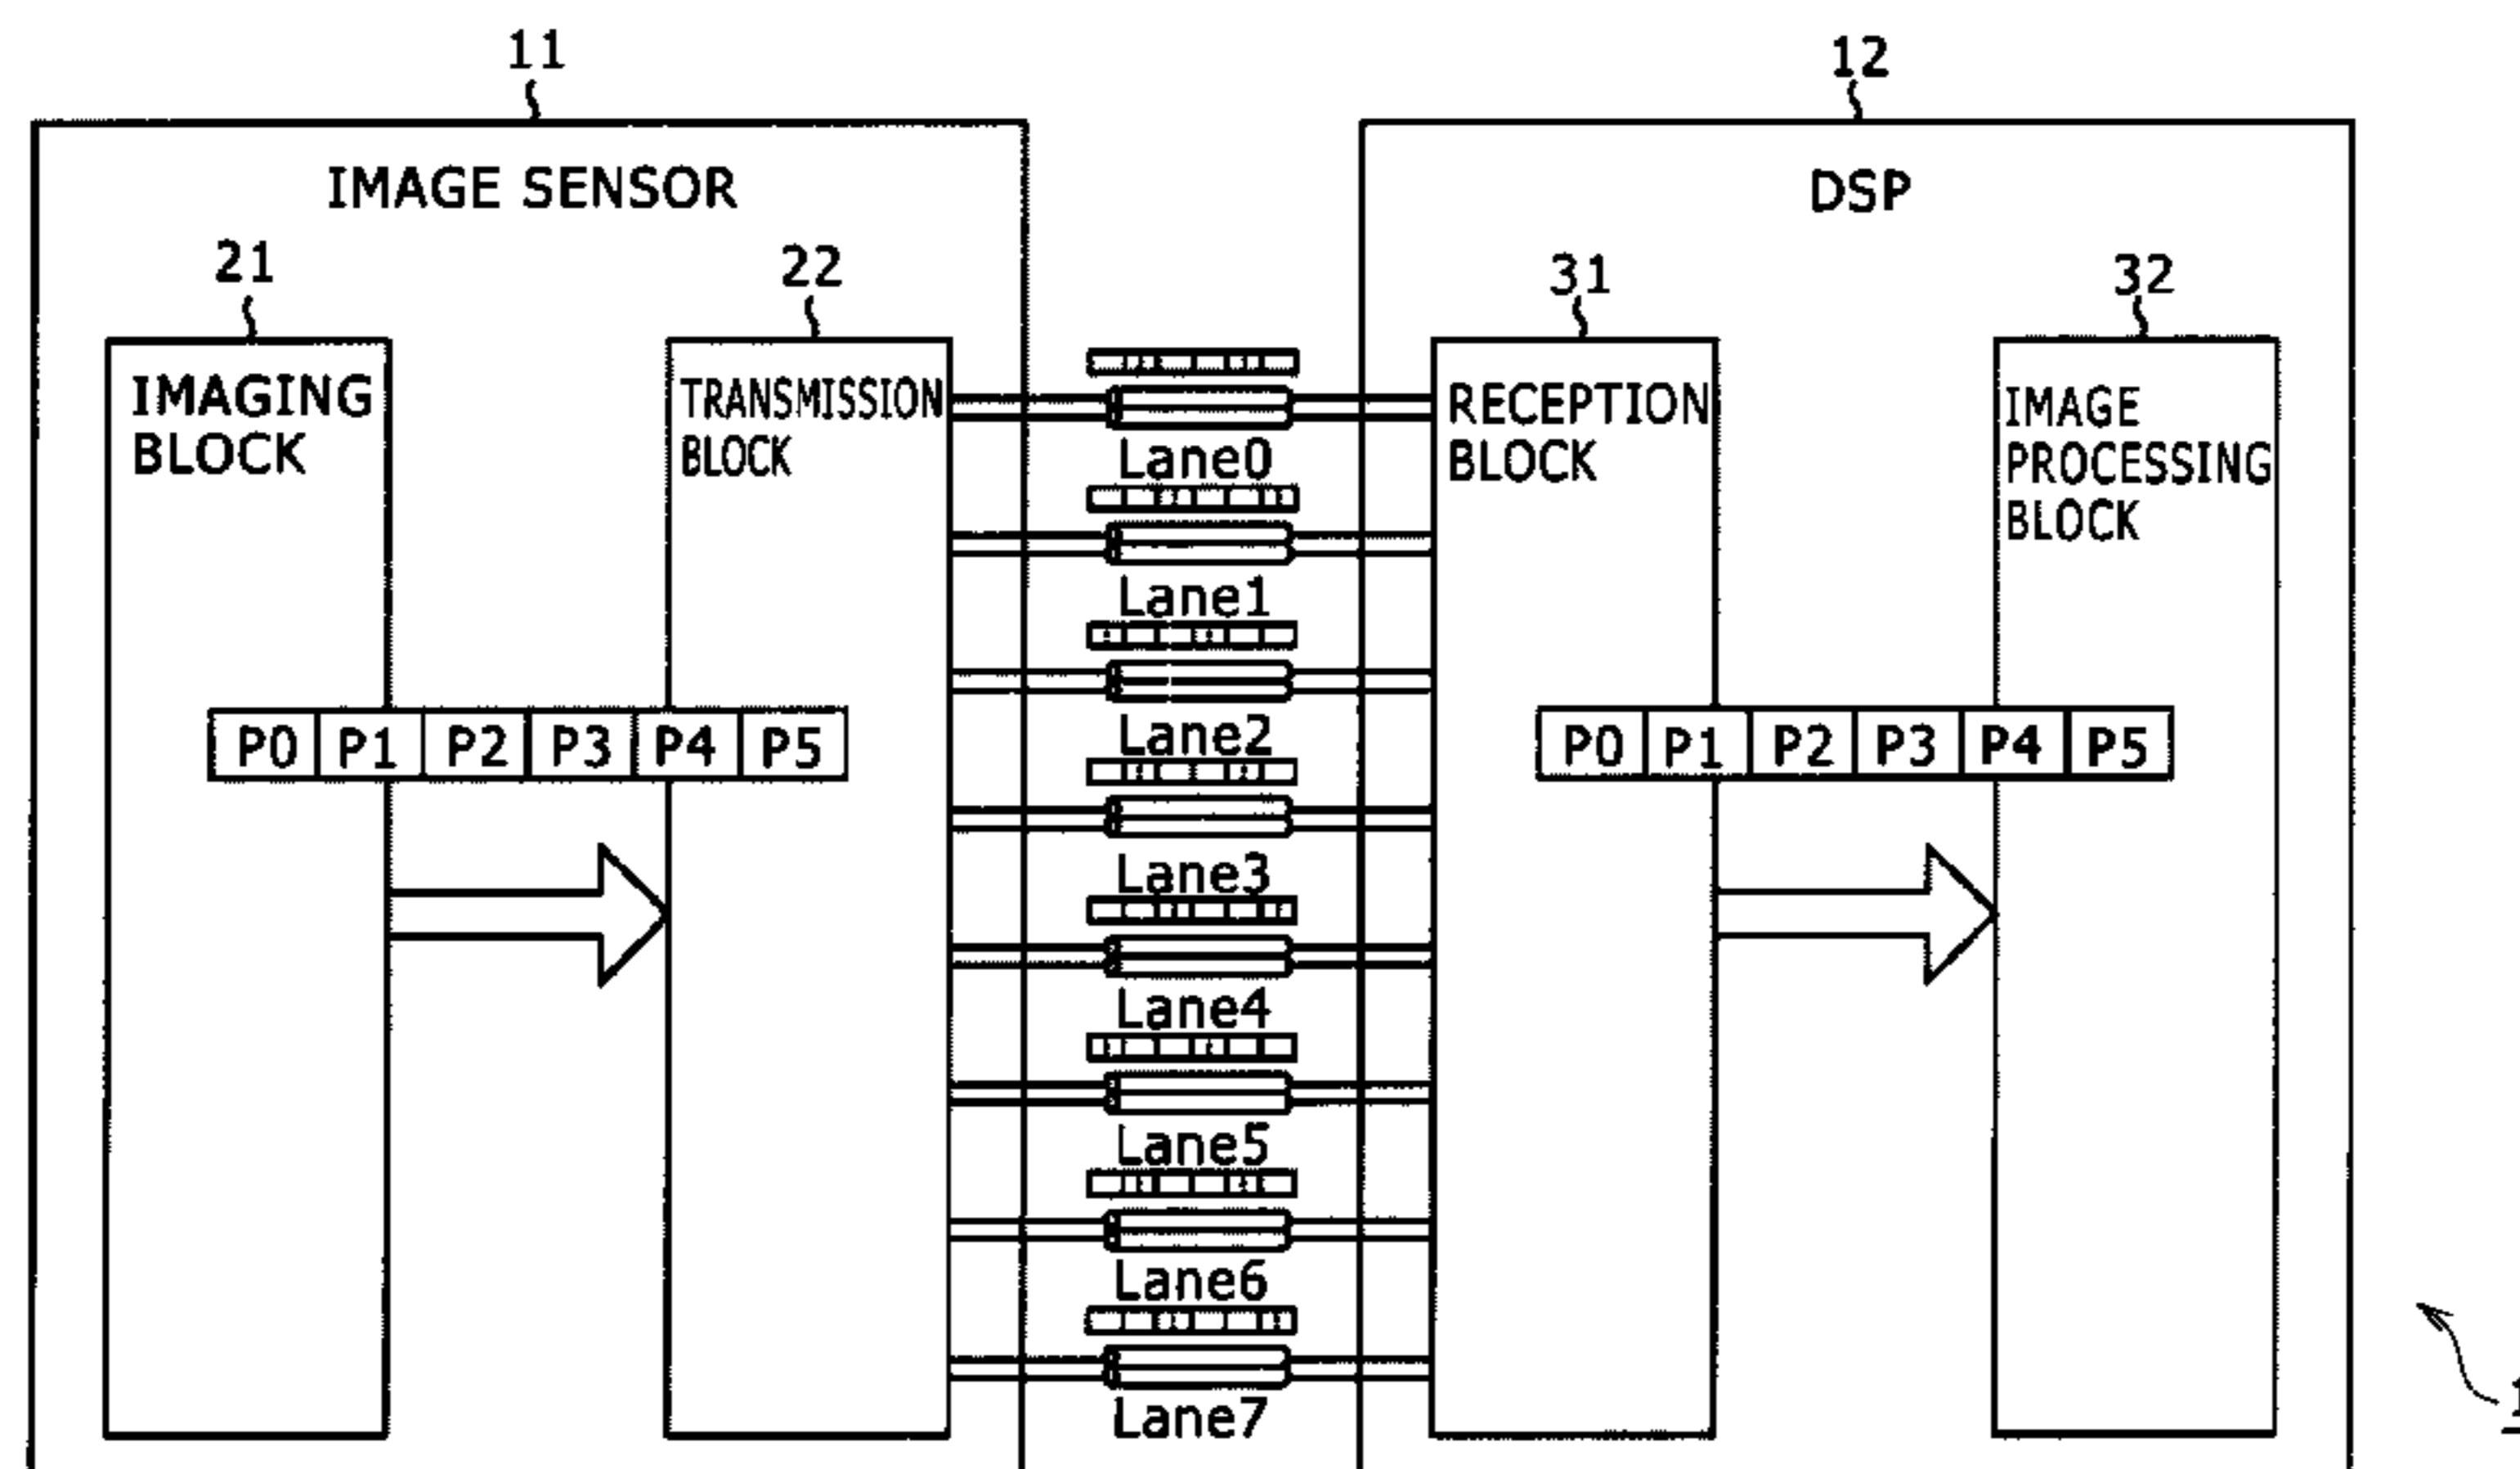 11
12
IMAGE SENSOR
DSP
21
22
31
32
IMAGING
BLOCK
TRANSMISSION
BLOCK
RECEPTION
BLOCK
IMAGE
PROCESSING
BLOCK
Lane0
Lane1
Lane2
P0 P1 P2 P3 P4 P5
P0 P1 P2 P3 P4 P5
Lane3
Lane4
Lane5
Lane6
Lane7
1